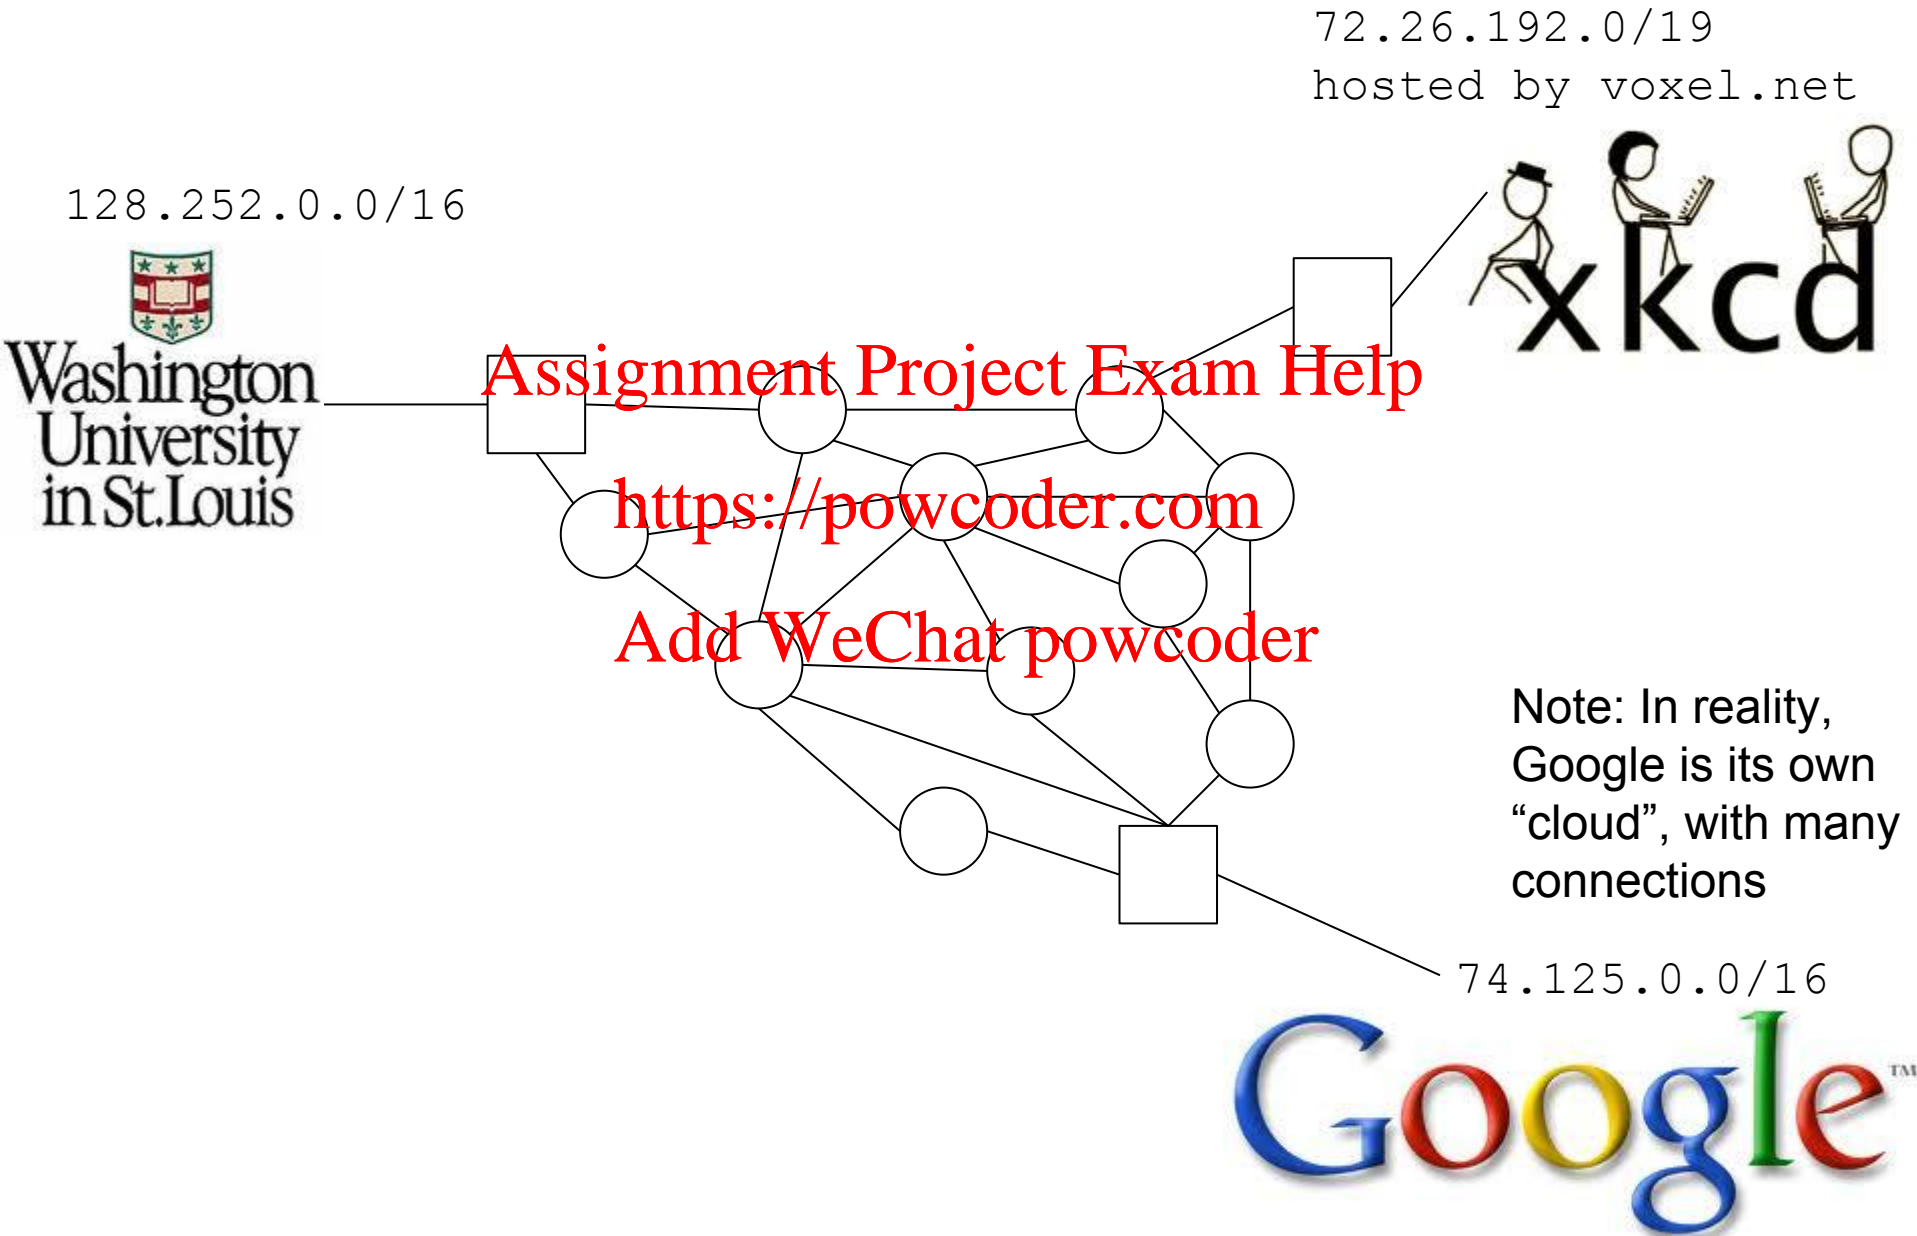 72.26.192.0/19
hosted by voxel.net
xkcd
128.252.0.0/16
Washington
University
in St.Louis
Assignment Project Exam Help
https://powcoder.com
Add WeChat powcoder
Note: In reality,
Google is its own
“cloud”, with many
connections
74.125.0.0/16
Google™